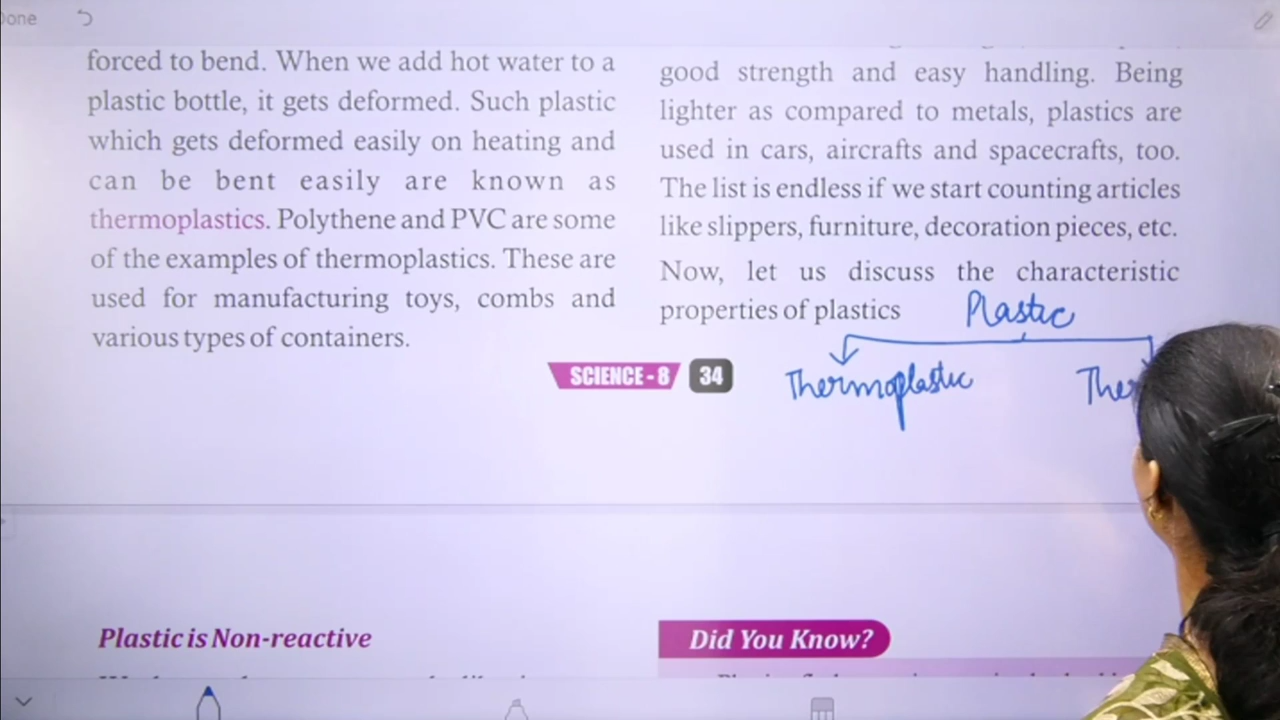 Done
forced to bend. When we add hot water to a
plastic bottle, it gets deformed. Such plastic
which gets deformed easily on heating and
can be bent easily are known as
thermoplastics. Polythene and PVC are some
of the examples of thermoplastics. These are
used for manufacturing toys, combs and
various types of containers.
good strength and easy handling. Being
lighter as compared to metals, plastics are
used in cars, aircrafts and spacecrafts, too.
The list is endless if we start counting articles
like slippers, furniture, decoration pieces, etc.
Now, let us discuss the characteristic
properties of plastics
Plastic
Thermoplastic
Ther
SCIENCE - 8 34
Plastic is Non-reactive
Did You Know?